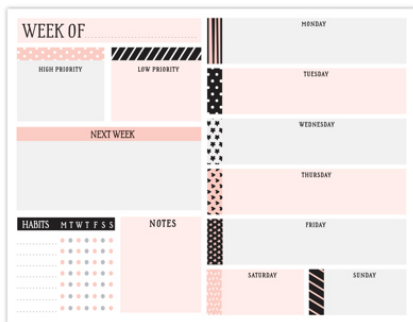 WEEK OF
HIGH PRIORITY
LOW PRIORITY
NEXT WEEK
HABITS M T W T F S S
NOTES
MONDAY
TUESDAY
WEDNESDAY
THURSDAY
FRIDAY
SATURDAY
SUNDAY